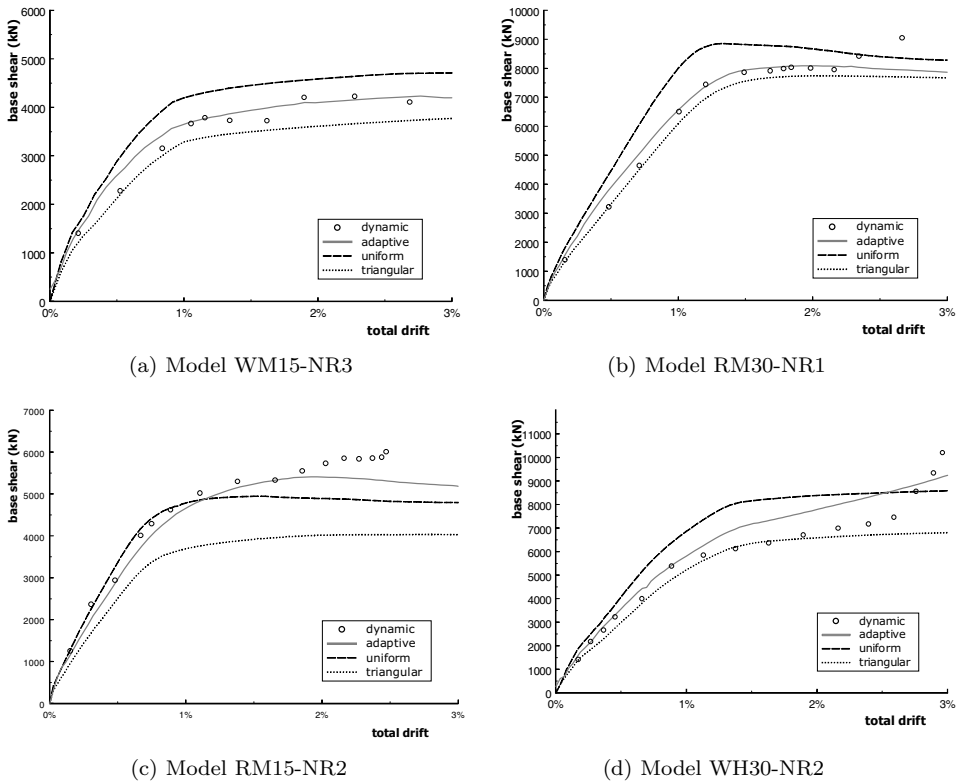 base shear (kN)
6000
5000
4000
3000
2000
1000
0
0% 1% 2% 3%
total drift
dynamic
adaptive
uniform
triangular
(a) Model WM15-NR3
base shear (kN)
10000
9000
8000
7000
6000
5000
4000
3000
2000
1000
0
0% 1% 2% 3%
total drift
dynamic
adaptive
uniform
triangular
(b) Model RM30-NR1
base shear (kN)
7000
6000
5000
4000
3000
2000
1000
0
0% 1% 2% 3%
total drift
dynamic
adaptive
uniform
triangular
(c) Model RM15-NR2
base shear (kN)
11000
10000
9000
8000
7000
6000
5000
4000
3000
2000
1000
0
0% 1% 2% 3%
total drift
dynamic
adaptive
uniform
triangular
(d) Model WH30-NR2